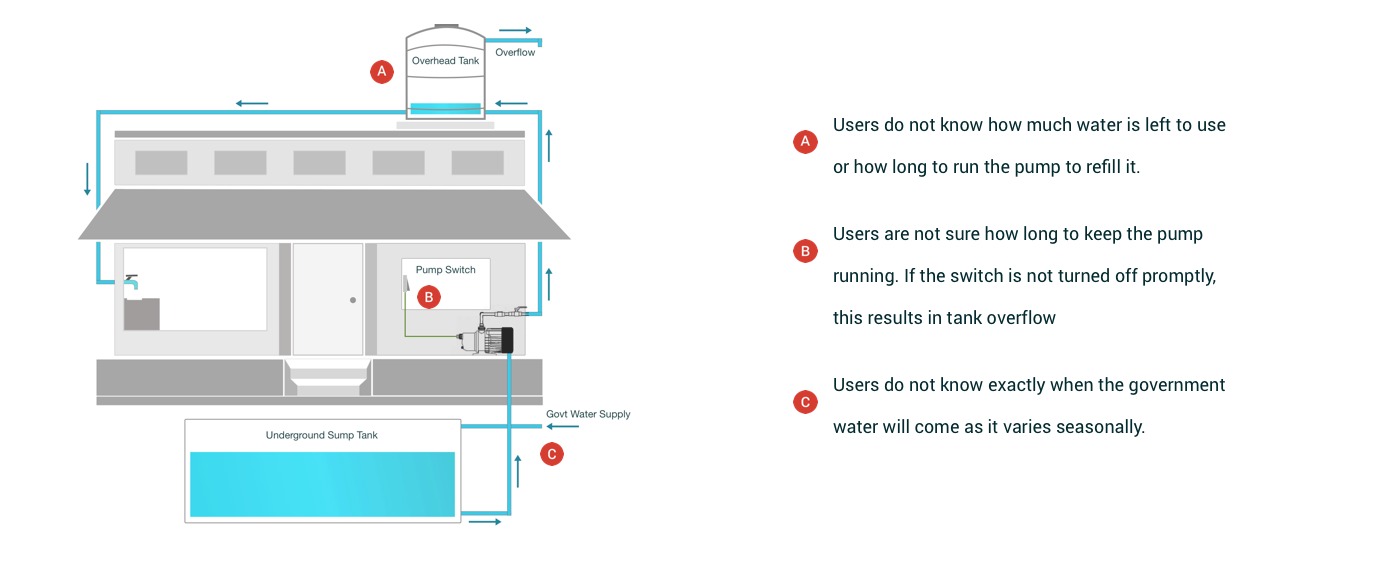 Overflow
Overhead Tank
A
Pump Switch
B
Govt Water Supply
Underground Sump Tank
C
A
Users do not know how much water is left to use
or how long to run the pump to refill it.
B
Users are not sure how long to keep the pump
running. If the switch is not turned off promptly,
this results in tank overflow
C
Users do not know exactly when the government
water will come as it varies seasonally.